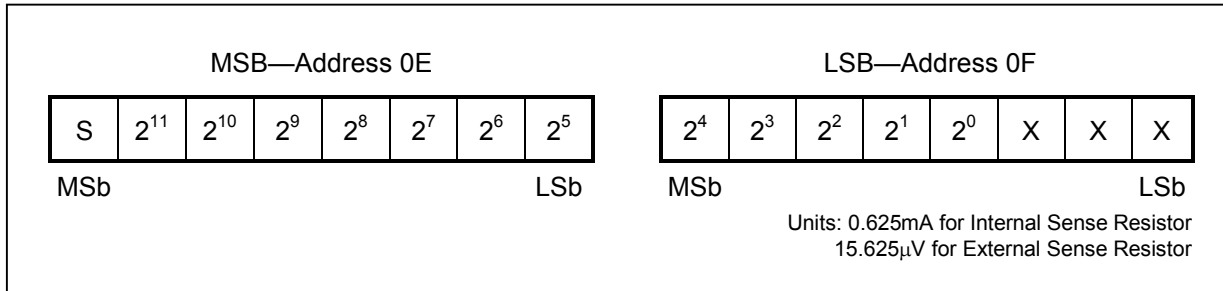 MSB—Address 0E
LSB—Address 0F
S 2¹¹ 2¹⁰ 2⁹ 2⁸ 2⁷ 2⁶ 2⁵
2⁴ 2³ 2² 2¹ 2⁰ X X X
MSb LSb
MSb LSb
Units: 0.625mA for Internal Sense Resistor
15.625μV for External Sense Resistor